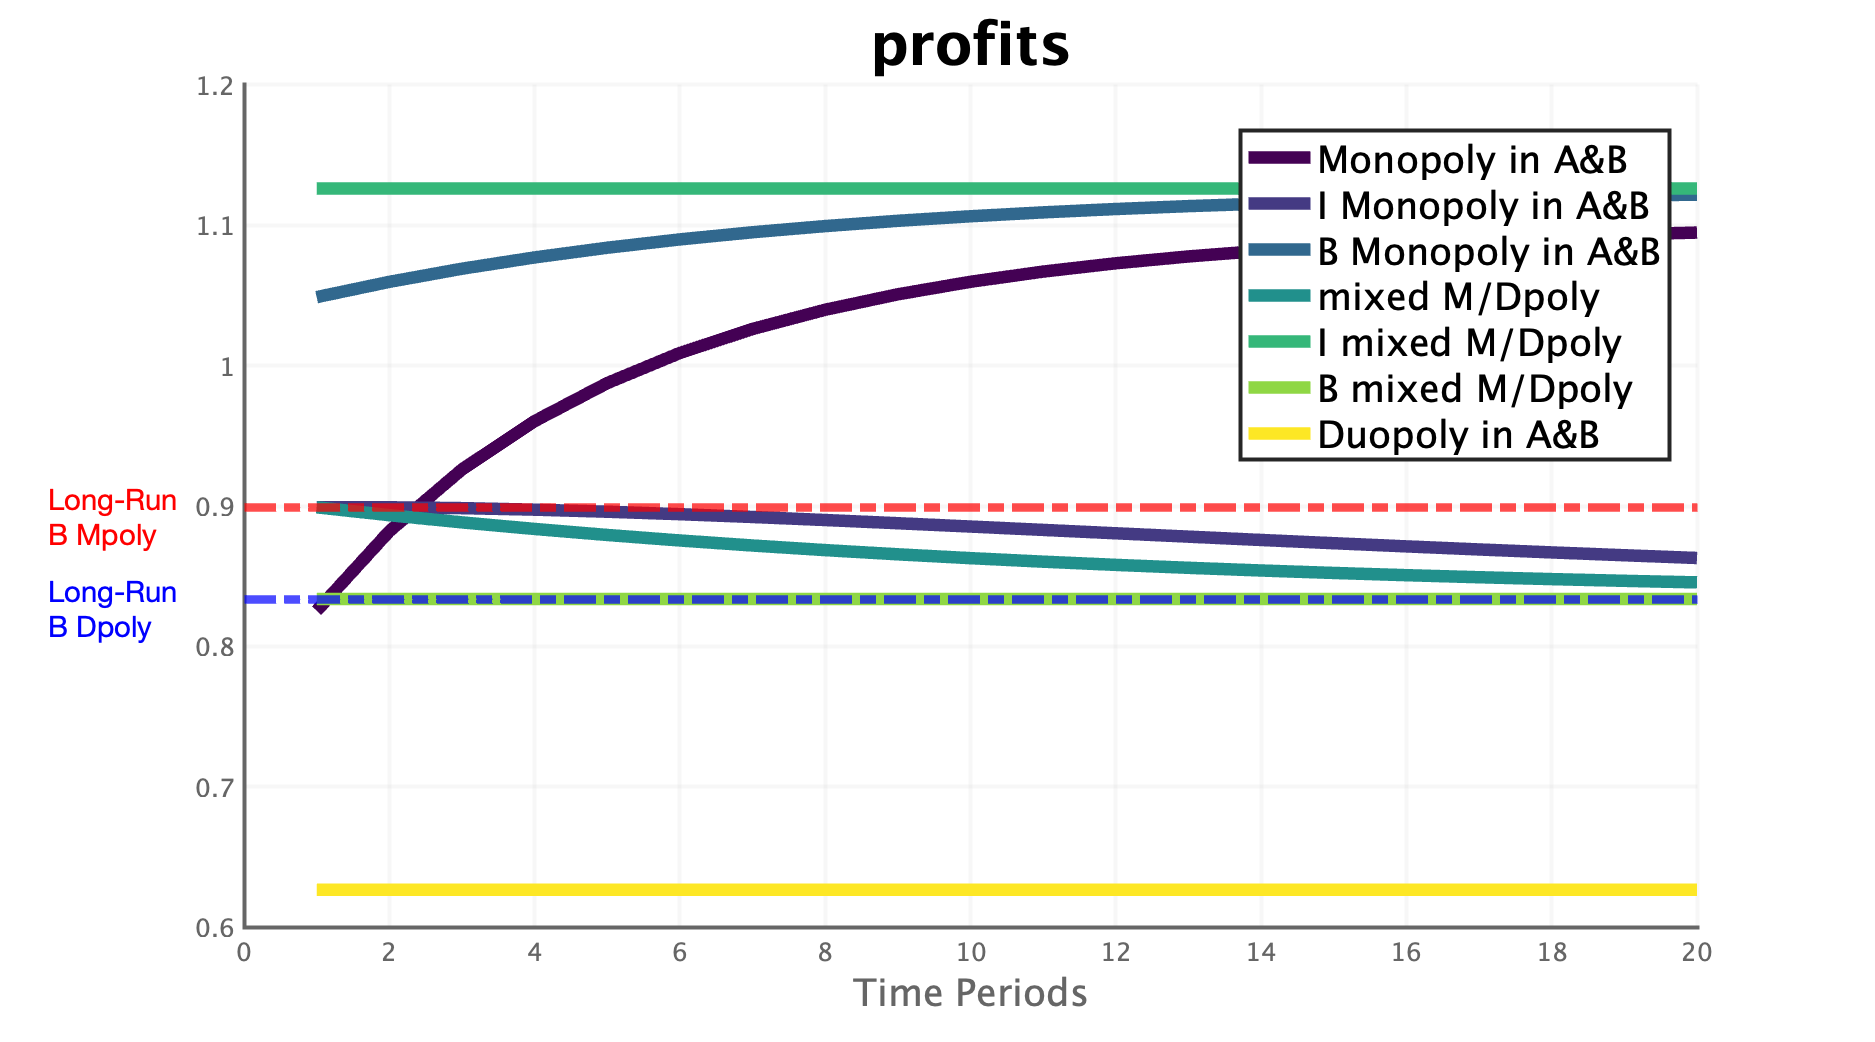 profits
1.2
1.1
1
0.9
0.8
0.7
0.6
Long-Run
B Mpoly
Long-Run
B Dpoly
Monopoly in A&B
I Monopoly in A&B
B Monopoly in A&B
mixed M/Dpoly
I mixed M/Dpoly
B mixed M/Dpoly
Duopoly in A&B
0 2 4 6 8 10 12 14 16 18 20
Time Periods